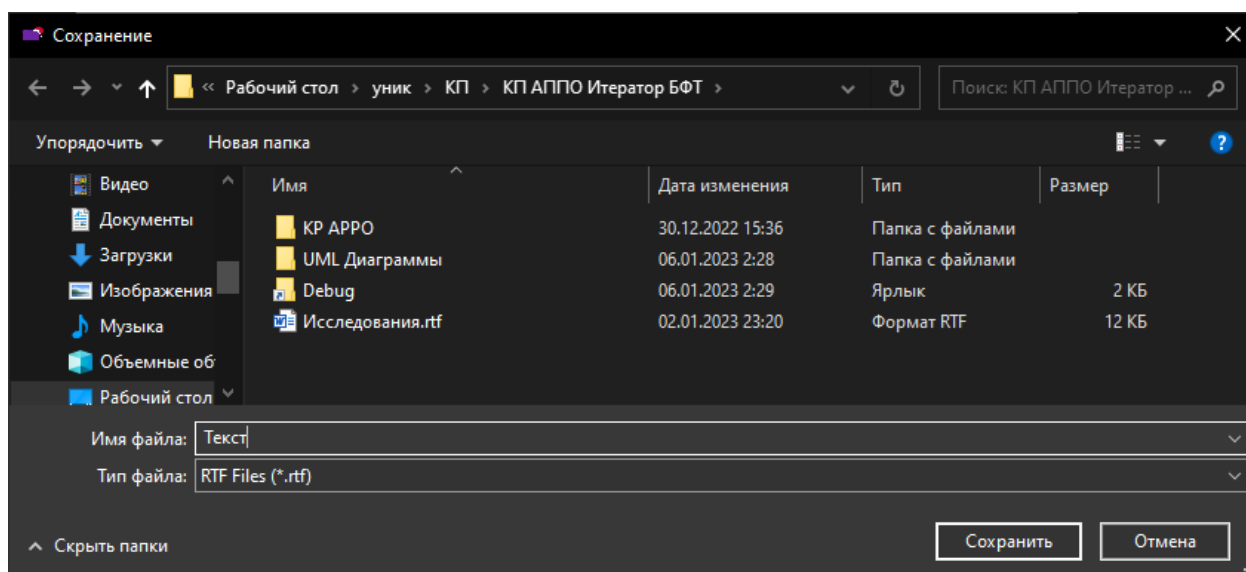 Сохранение
« Рабочий стол › уник › КП › КП АППО Итератор БФТ ›
Поиск: КП АППО Итератор ...
Упорядочить Новая папка
Имя Дата изменения Тип Размер
Видео
Документы
Загрузки
Изображения
Музыка
Объемные об
Рабочий стол
KP APPO 30.12.2022 15:36 Папка с файлами
UML Диаграммы 06.01.2023 2:28 Папка с файлами
Debug 06.01.2023 2:29 Ярлык 2 КБ
Исследования.rtf 02.01.2023 23:20 Формат RTF 12 КБ
Имя файла: Текст
Тип файла: RTF Files (*.rtf)
Скрыть папки
Сохранить Отмена